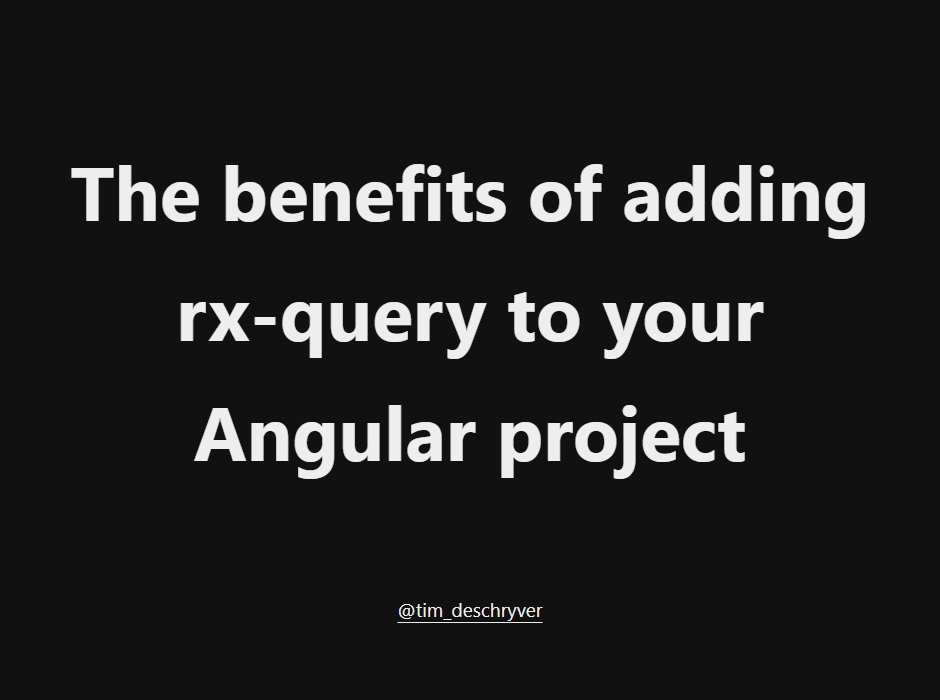 The benefits of adding
rx-query to your
Angular project
@tim_deschryver